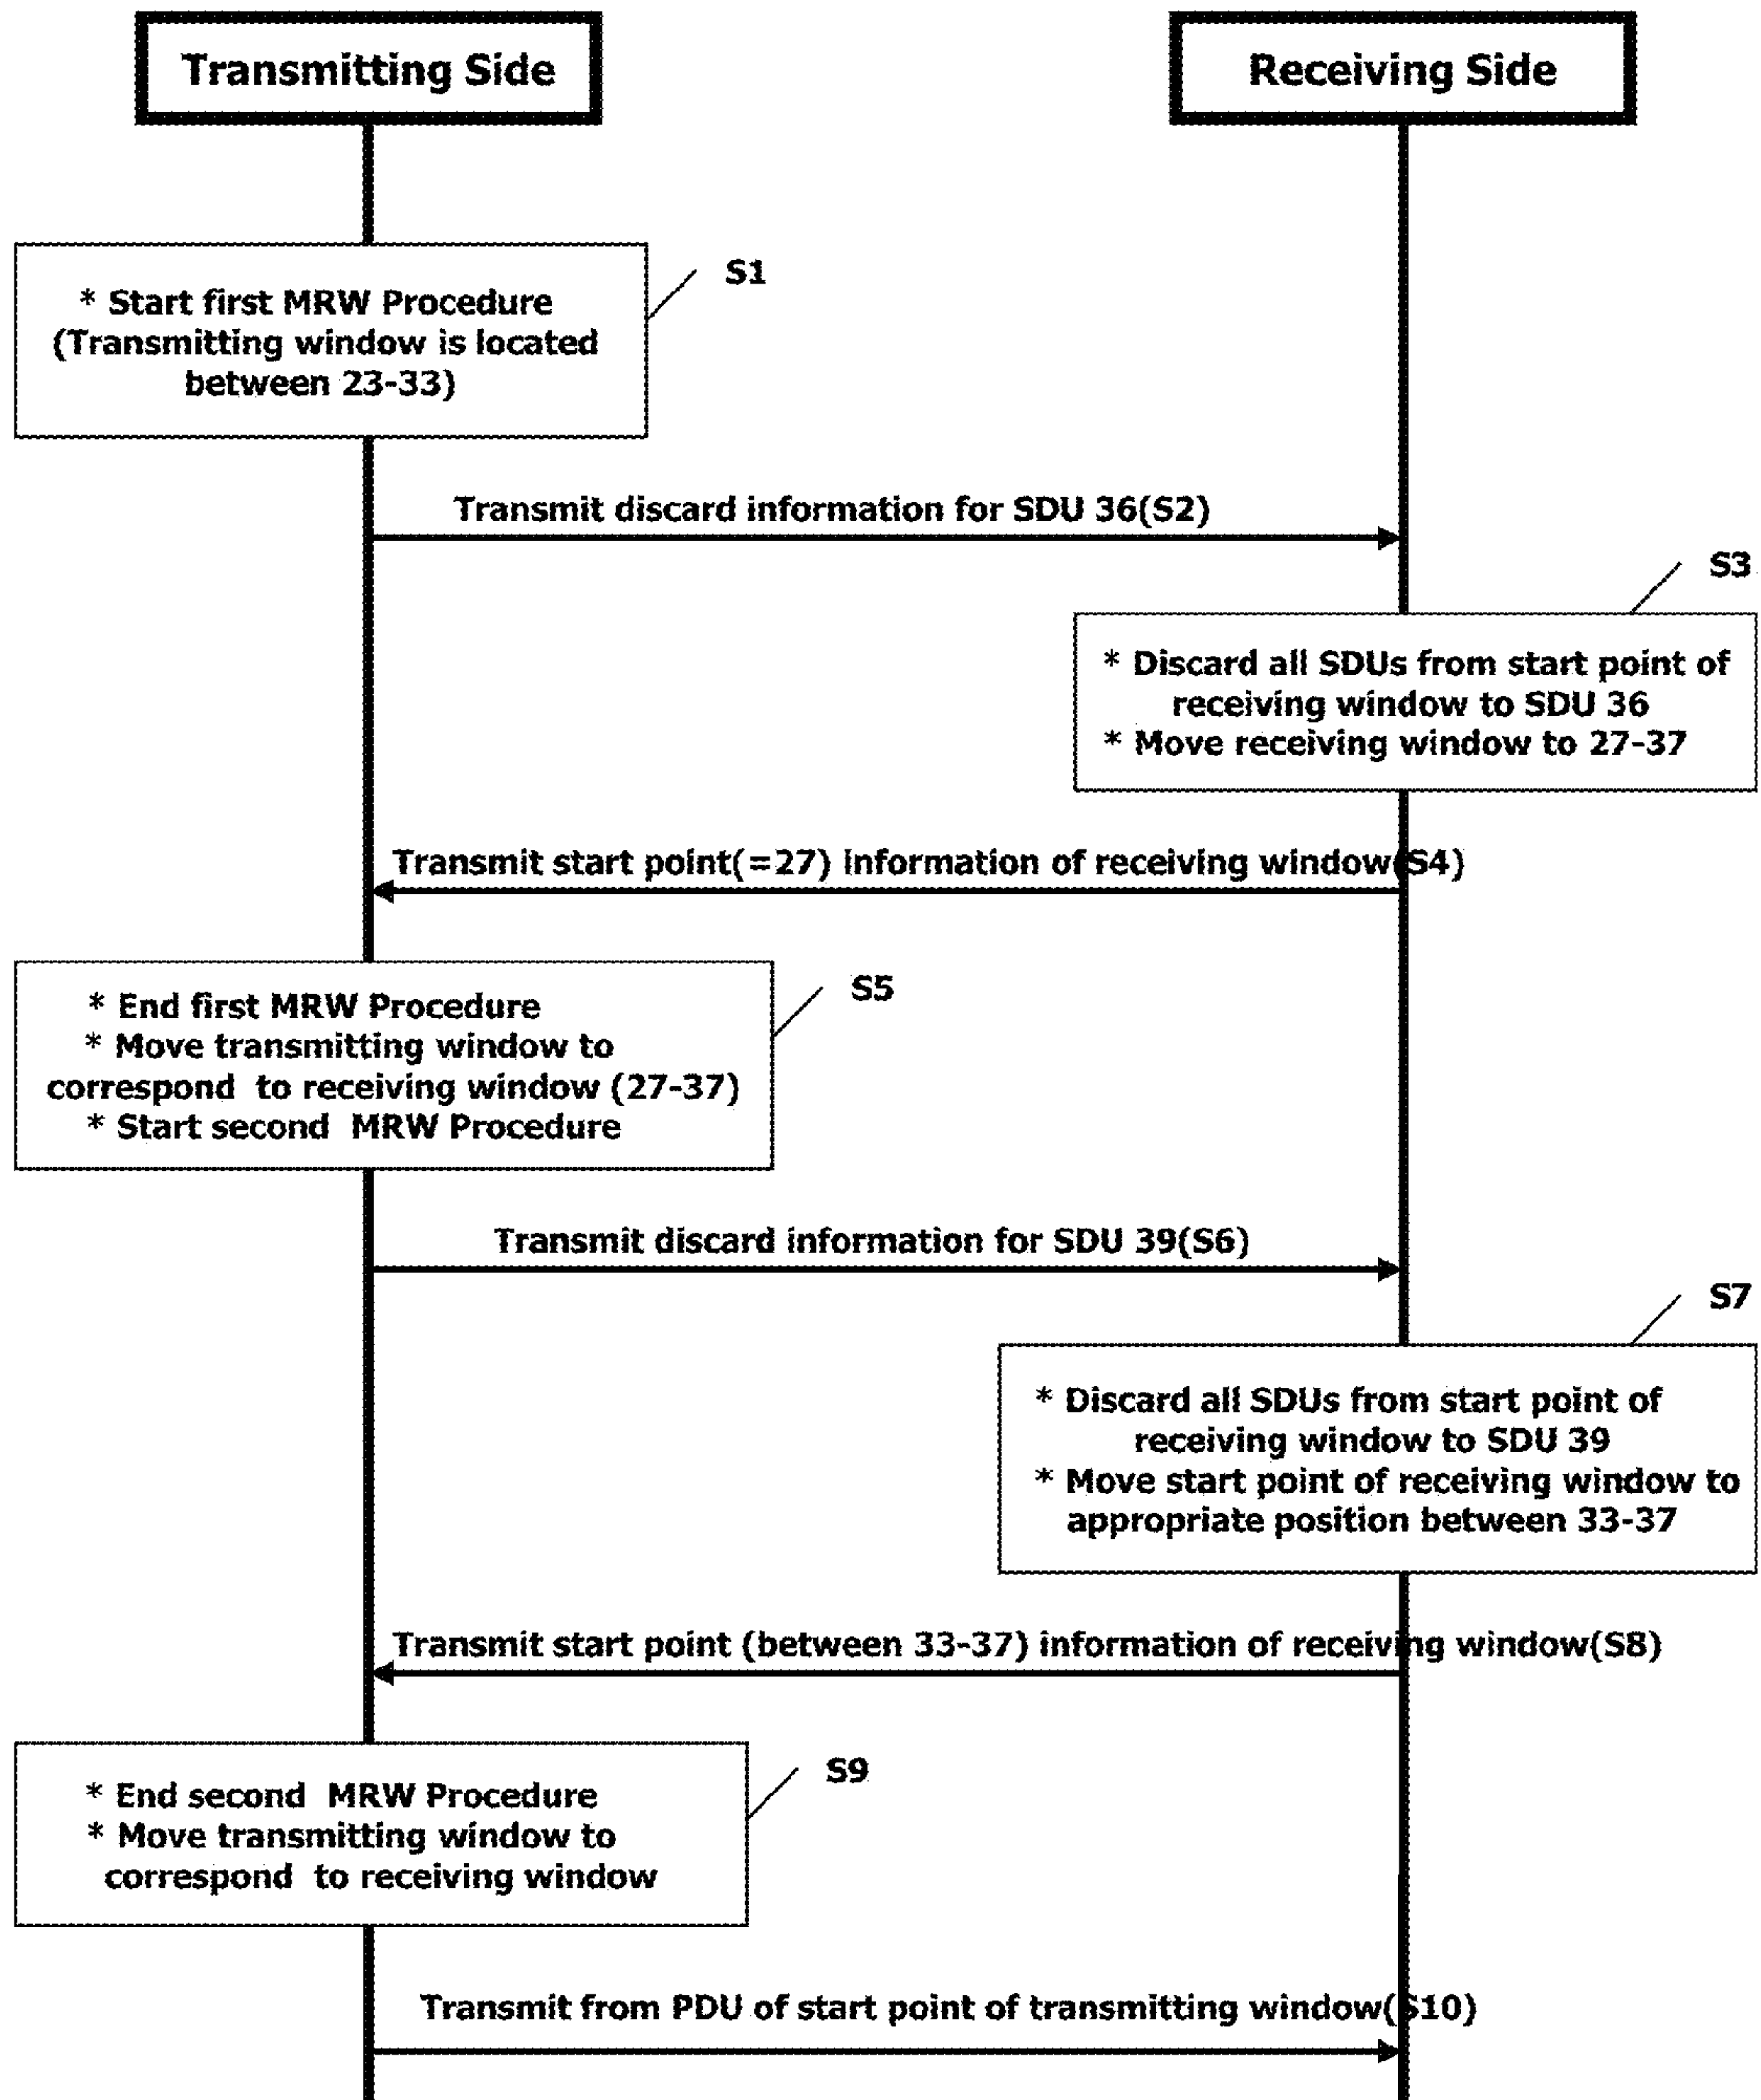 Transmitting Side
Receiving Side
* Start first MRW Procedure
(Transmitting window is located
between 23-33)
S1
Transmit discard information for SDU 36(S2)
S3
* Discard all SDUs from start point of
receiving window to SDU 36
* Move receiving window to 27-37
Transmit start point(=27) information of receiving window(S4)
* End first MRW Procedure
* Move transmitting window to
correspond to receiving window (27-37)
* Start second MRW Procedure
S5
Transmit discard information for SDU 39(S6)
S7
* Discard all SDUs from start point of
receiving window to SDU 39
* Move start point of receiving window to
appropriate position between 33-37
Transmit start point (between 33-37) information of receiving window(S8)
* End second MRW Procedure
* Move transmitting window to
correspond to receiving window
S9
Transmit from PDU of start point of transmitting window(S10)